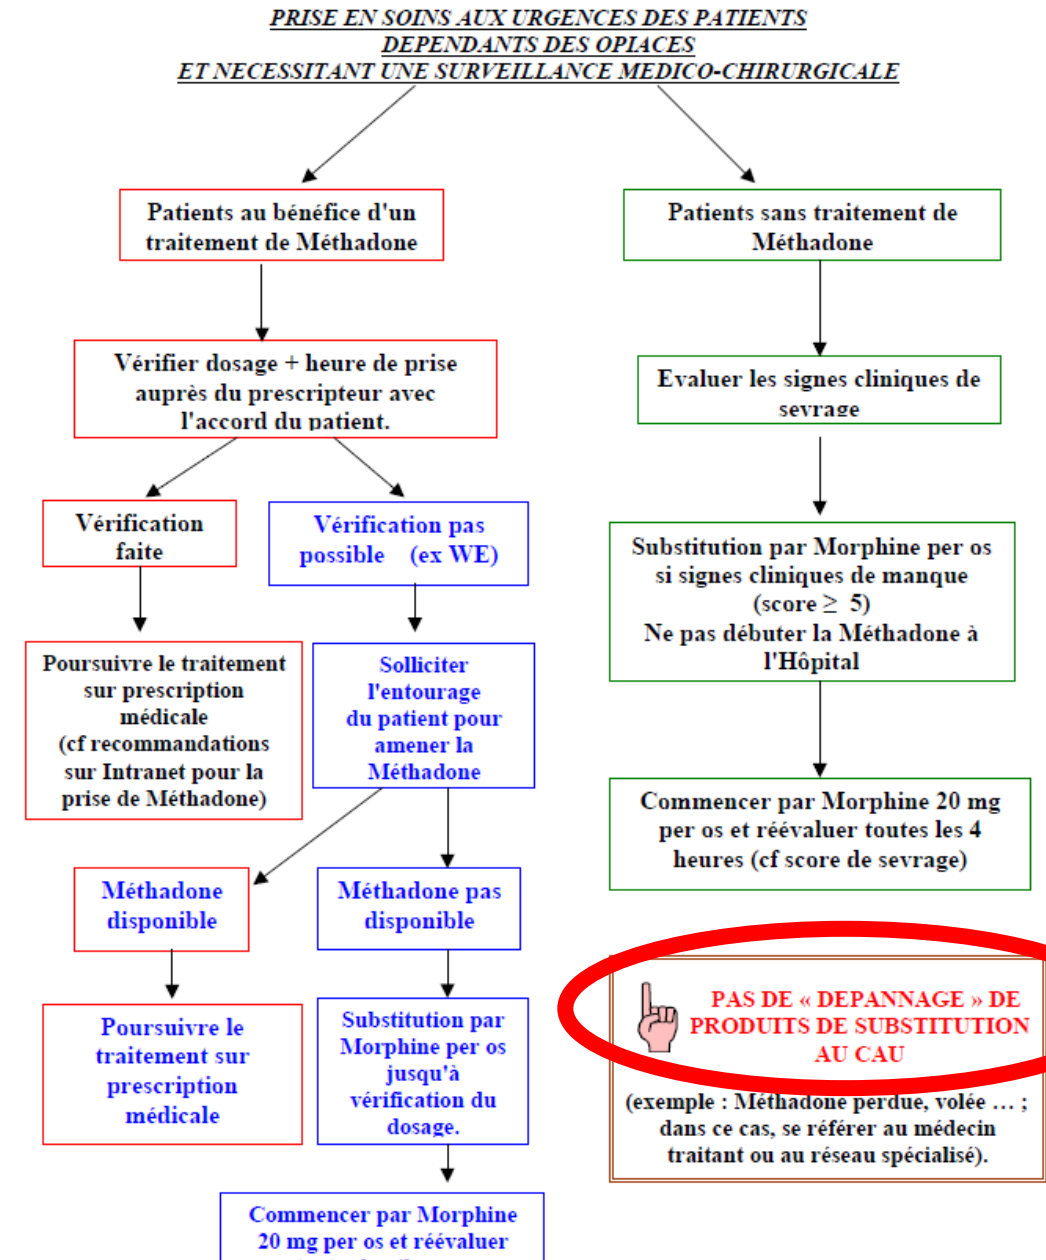 PRISE EN SOINS AUX URGENCES DES PATIENTS
DEPENDANTS DES OPIACES
ET NECESSITANT UNE SURVEILLANCE MEDICO-CHIRURGICALE
Patients au bénéfice d'un
traitement de Méthadone
Patients sans traitement de
Méthadone
Vérifier dosage + heure de prise
auprès du prescripteur avec
l'accord du patient.
Evaluer les signes cliniques de
sevrage
Vérification
faite
Vérification pas
possible (ex WE)
Substitution par Morphine per os
si signes cliniques de manque
(score ≥ 5)
Ne pas débuter la Méthadone à
l'Hôpital
Poursuivre le traitement
sur prescription
médicale
(cf recommandations
sur Intranet pour la
prise de Méthadone)
Solliciter
l'entourage
du patient pour
amener la
Méthadone
Commencer par Morphine 20 mg
per os et réévaluer toutes les 4
heures (cf score de sevrage)
Méthadone
disponible
Méthadone pas
disponible
Poursuivre le
traitement sur
prescription
médicale
Substitution par
Morphine per os
jusqu'à
vérification du
dosage.
PAS DE « DEPANNAGE » DE
PRODUITS DE SUBSTITUTION
AU CAU
(exemple : Méthadone perdue, volée … ;
dans ce cas, se référer au médecin
traitant ou au réseau spécialisé).
Commencer par Morphine
20 mg per os et réévaluer